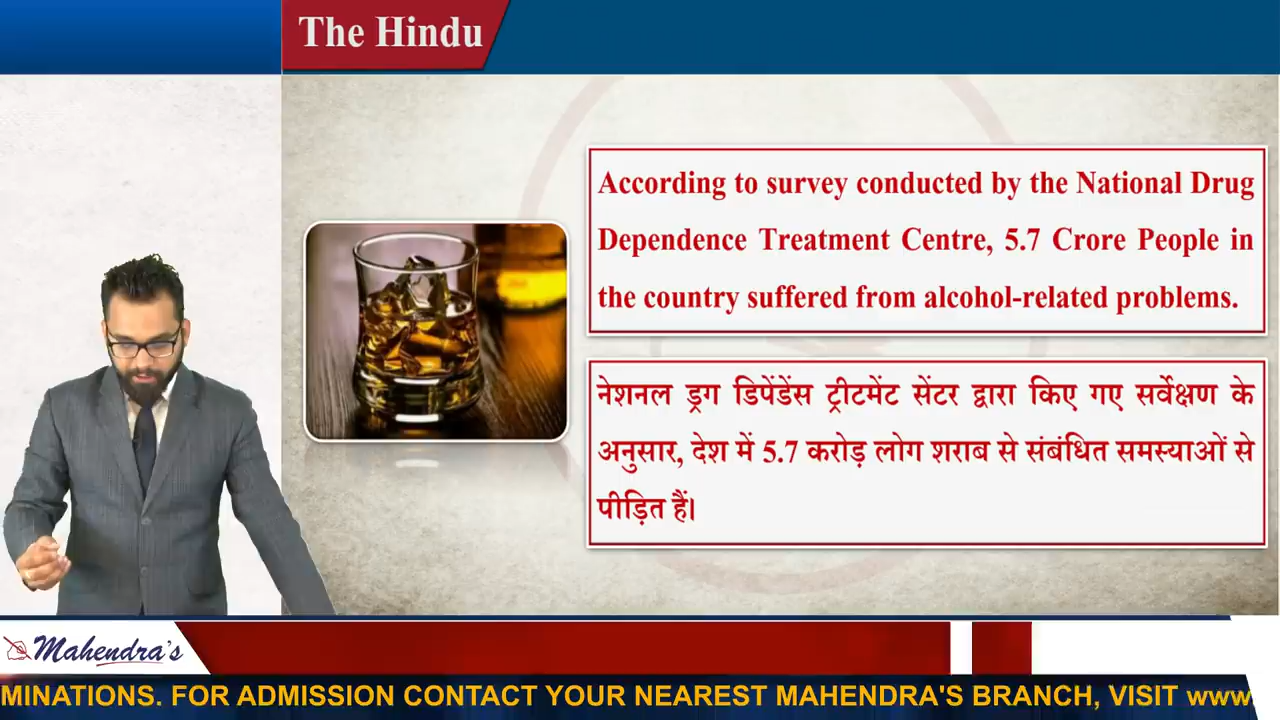 The Hindu
According to survey conducted by the National Drug
Dependence Treatment Centre, 5.7 Crore People in
the country suffered from alcohol-related problems.
नेशनल ड्रग डिपेंडेंस ट्रीटमेंट सेंटर द्वारा किए गए सर्वेक्षण के
अनुसार, देश में 5.7 करोड़ लोग शराब से संबंधित समस्याओं से
पीड़ित हैं।
Mahendra's
MINATIONS. FOR ADMISSION CONTACT YOUR NEAREST MAHENDRA'S BRANCH, VISIT www.